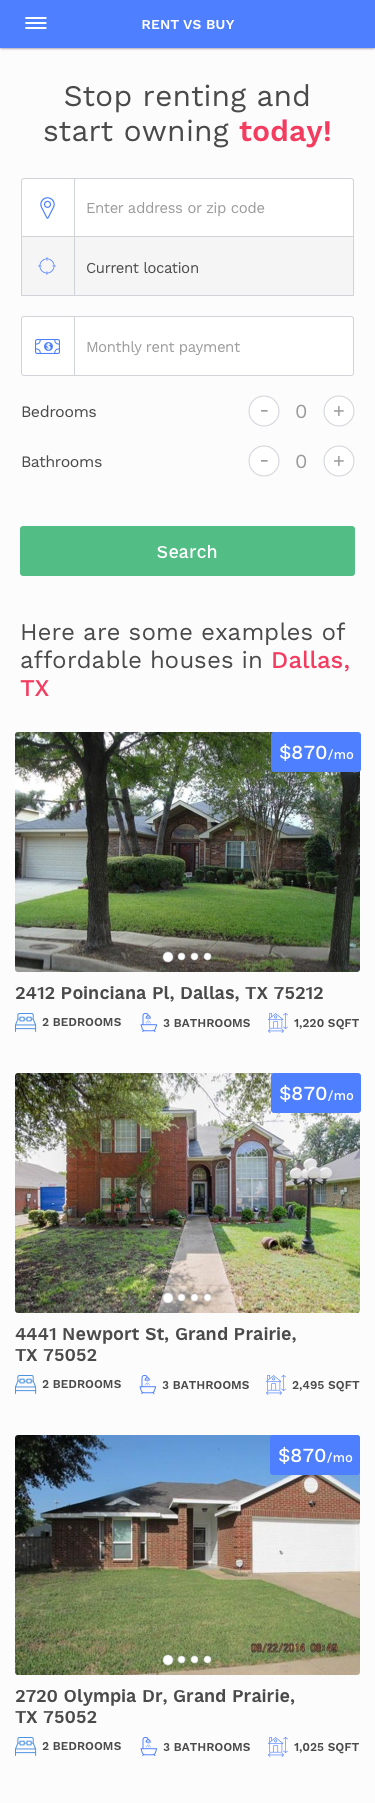 RENT VS BUY
Stop renting and
start owning today!
Enter address or zip code
Current location
Monthly rent payment
Bedrooms - 0 +
Bathrooms - 0 +
Search
Here are some examples of
affordable houses in Dallas,
TX
$870/mo
2412 Poinciana Pl, Dallas, TX 75212
2 BEDROOMS 3 BATHROOMS 1,220 SQFT
$870/mo
4441 Newport St, Grand Prairie,
TX 75052
2 BEDROOMS 3 BATHROOMS 2,495 SQFT
$870/mo
08/22/2014
2720 Olympia Dr, Grand Prairie,
TX 75052
2 BEDROOMS 3 BATHROOMS 1,025 SQFT